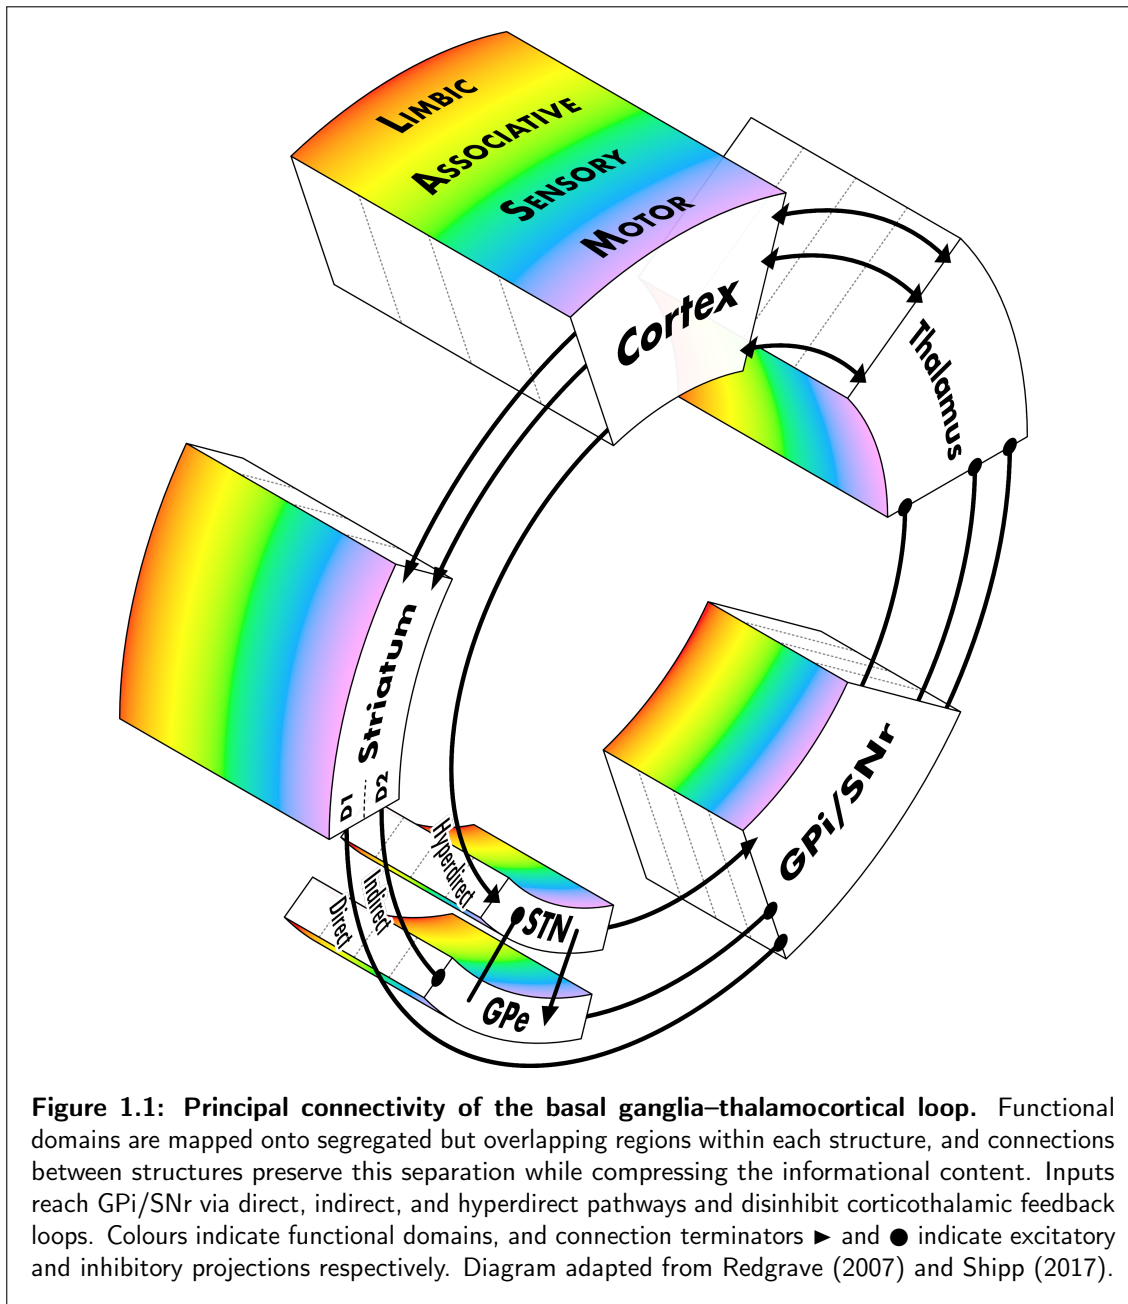 LIMBIC
ASSOCIATIVE
SENSORY
MOTOR
Cortex
Thalamus
Striatum
D1
D2
GPi/SNr
Hyperdirect
Indirect
Direct
STN
GPe
Figure 1.1: Principal connectivity of the basal ganglia–thalamocortical loop. Functional
domains are mapped onto segregated but overlapping regions within each structure, and connections
between structures preserve this separation while compressing the informational content. Inputs
reach GPi/SNr via direct, indirect, and hyperdirect pathways and disinhibit corticothalamic feedback
loops. Colours indicate functional domains, and connection terminators ► and ● indicate excitatory
and inhibitory projections respectively. Diagram adapted from Redgrave (2007) and Shipp (2017).